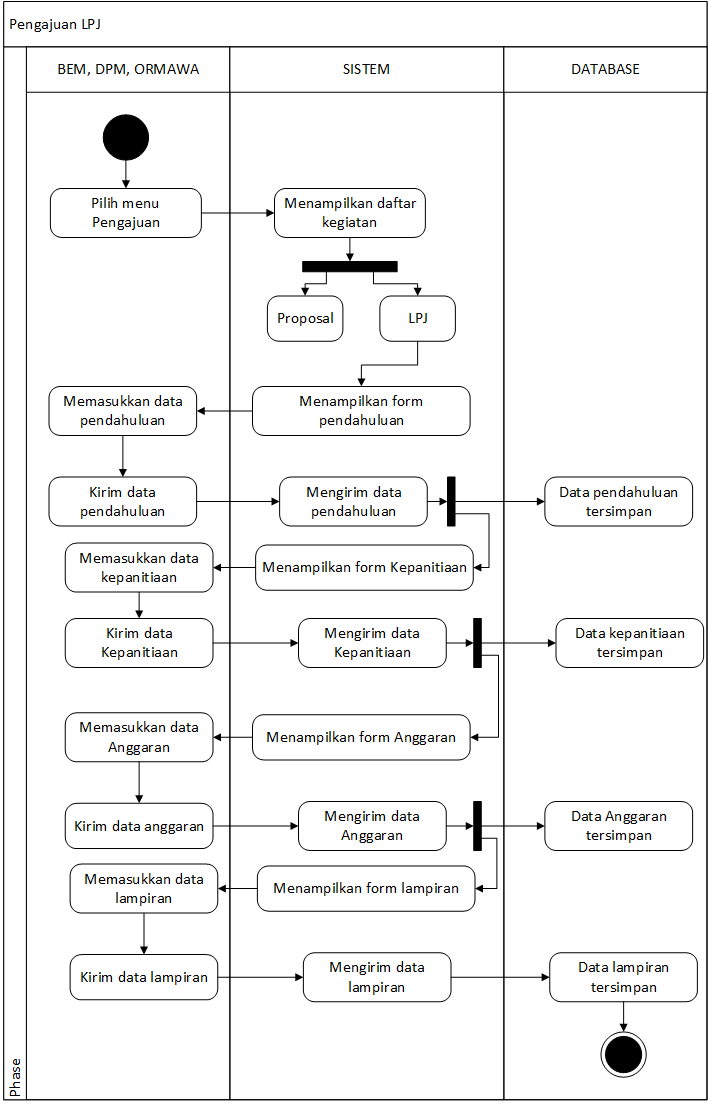 Pengajuan LPJ
BEM, DPM, ORMAWA
SISTEM
DATABASE
Pilih menu
Pengajuan
Menampilkan daftar
kegiatan
Proposal
LPJ
Menampilkan form
pendahuluan
Memasukkan data
pendahuluan
Kirim data
pendahuluan
Mengirim data
pendahuluan
Data pendahuluan
tersimpan
Menampilkan form Kepanitiaan
Memasukkan data
kepanitiaan
Kirim data
Kepanitiaan
Mengirim data
Kepanitiaan
Data kepanitiaan
tersimpan
Menampilkan form Anggaran
Memasukkan data
Anggaran
Kirim data anggaran
Mengirim data
Anggaran
Data Anggaran
tersimpan
Menampilkan form lampiran
Memasukkan data
lampiran
Kirim data lampiran
Mengirim data
lampiran
Data lampiran
tersimpan
Phase